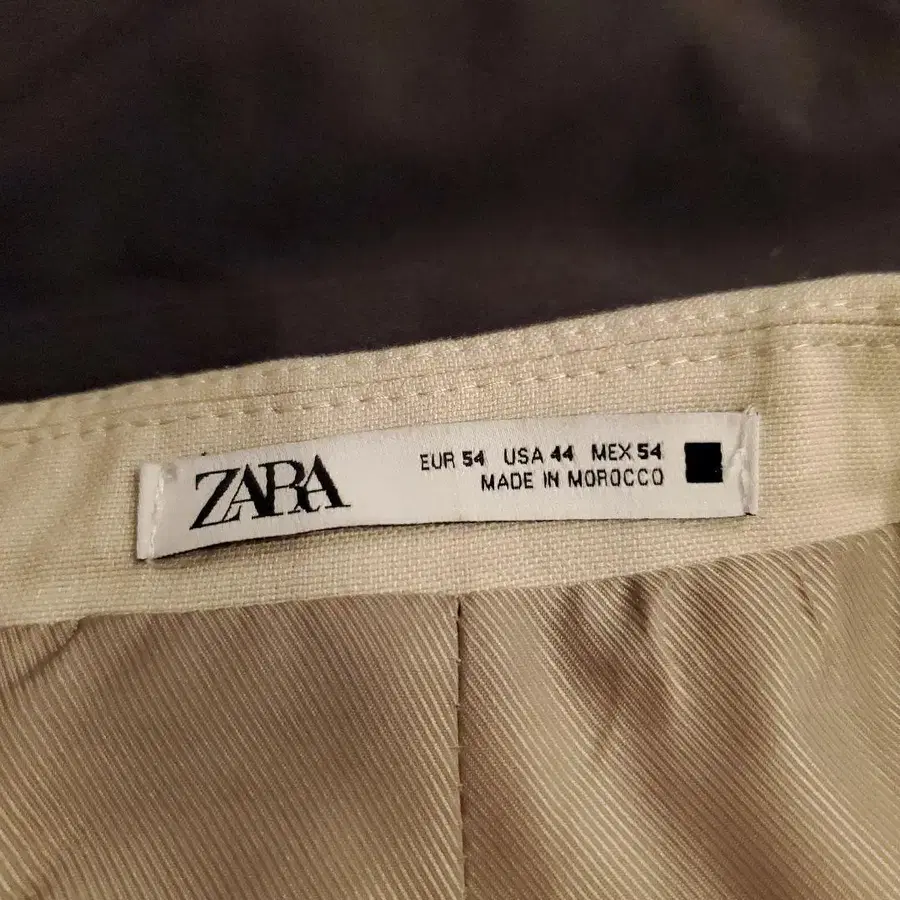 ZARA
EUR 54 USA 44 MEX 54
MADE IN MOROCCO